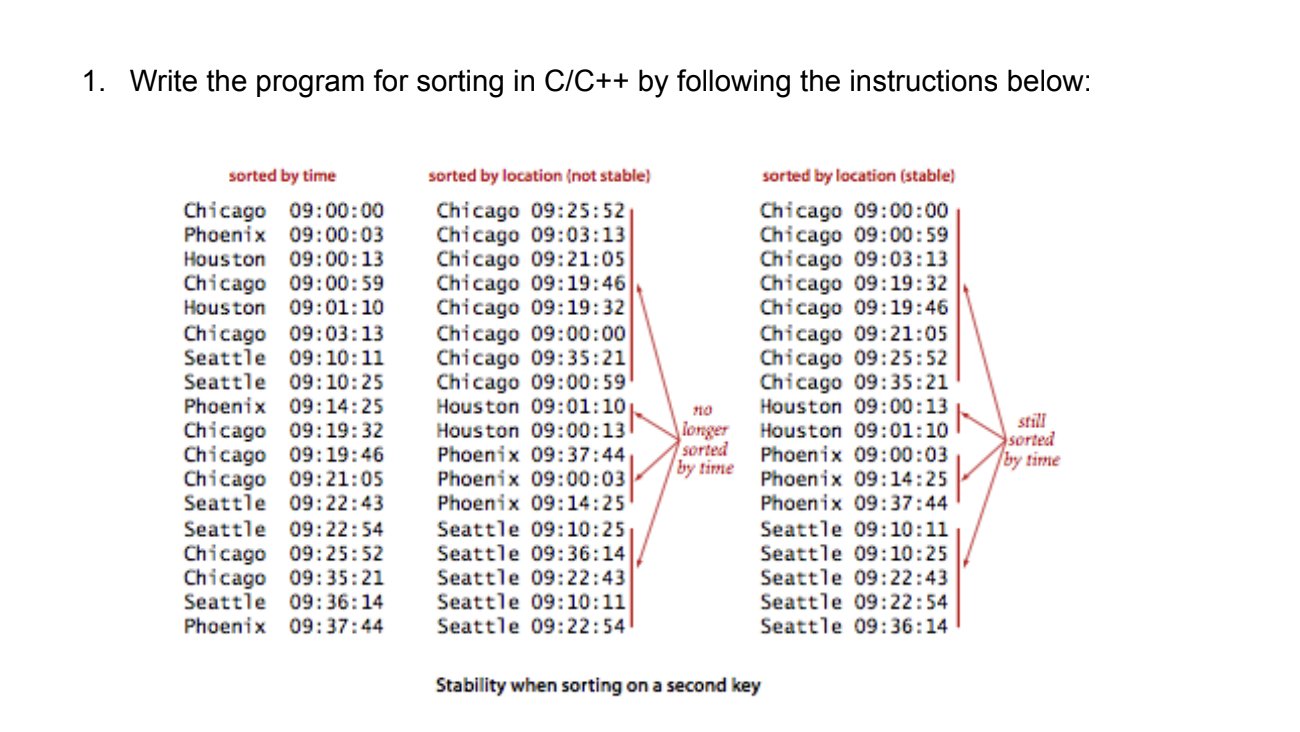 1. Write the program for sorting in C/C++ by following the instructions below:
sorted by time
Chicago 09:00:00
Phoenix 09:00:03
Houston 09:00:13
Chicago 09:00:59
Houston 09:01:10
Chicago 09:03:13
Seattle 09:10:11
Seattle 09:10:25
Phoenix 09:14:25
Chicago 09:19:32
Chicago 09:19:46
Chicago 09:21:05
Seattle 09:22:43
Seattle 09:22:54
Chicago 09:25:52
Chicago 09:35:21
Seattle 09:36:14
Phoenix 09:37:44
sorted by location (not stable)
Chicago 09:25:52
Chicago 09:03:13
Chicago 09:21:05
Chicago 09:19:46
Chicago 09:19:32
Chicago 09:00:00
Chicago 09:35:21
Chicago 09:00:59
Houston 09:01:10
Houston 09:00:13
Phoenix 09:37:44
Phoenix 09:00:03
Phoenix 09:14:25
Seattle 09:10:25
Seattle 09:36:14
Seattle 09:22:43
Seattle 09:10:11
Seattle 09:22:54
no
longer
sorted
by time
sorted by location (stable)
Chicago 09:00:00
Chicago 09:00:59
Chicago 09:03:13
Chicago 09:19:32
Chicago 09:19:46
Chicago 09:21:05
Chicago 09:25:52
Chicago 09:35:21
Houston 09:00:13
Houston 09:01:10
Phoenix 09:00:03
Phoenix 09:14:25
Phoenix 09:37:44
Seattle 09:10:11
Seattle 09:10:25
Seattle 09:22:43
Seattle 09:22:54
Seattle 09:36:14
still
sorted
by time
Stability when sorting on a second key